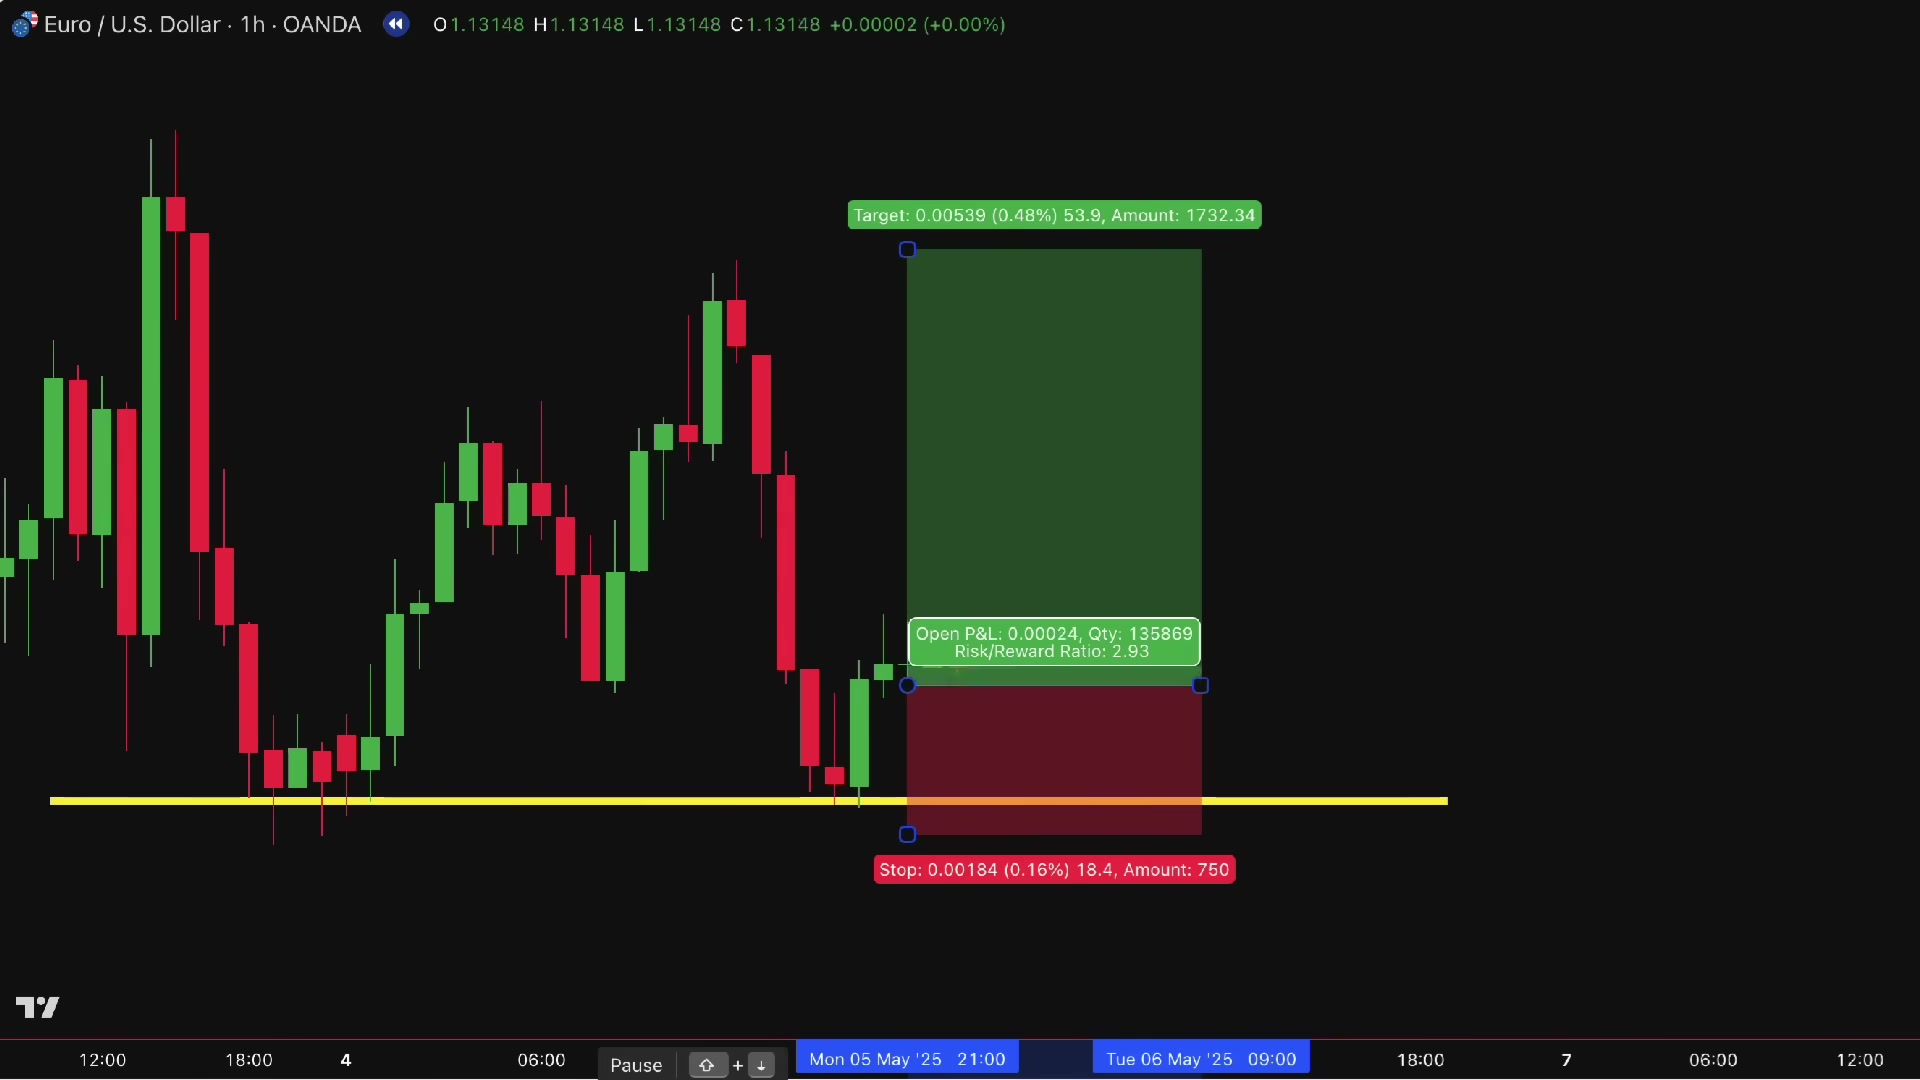 Euro / U.S. Dollar · 1h · OANDA O1.13148 H1.13148 L1.13148 C1.13148 +0.00002 (+0.00%)
Target: 0.00539 (0.48%) 53.9, Amount: 1732.34
Open P&L: 0.00024, Qty: 135869
Risk/Reward Ratio: 2.93
Stop: 0.00184 (0.16%) 18.4, Amount: 750
12:00 18:00 4 06:00 Pause + Mon 05 May '25 21:00 Tue 06 May '25 09:00 18:00 7 06:00 12:00